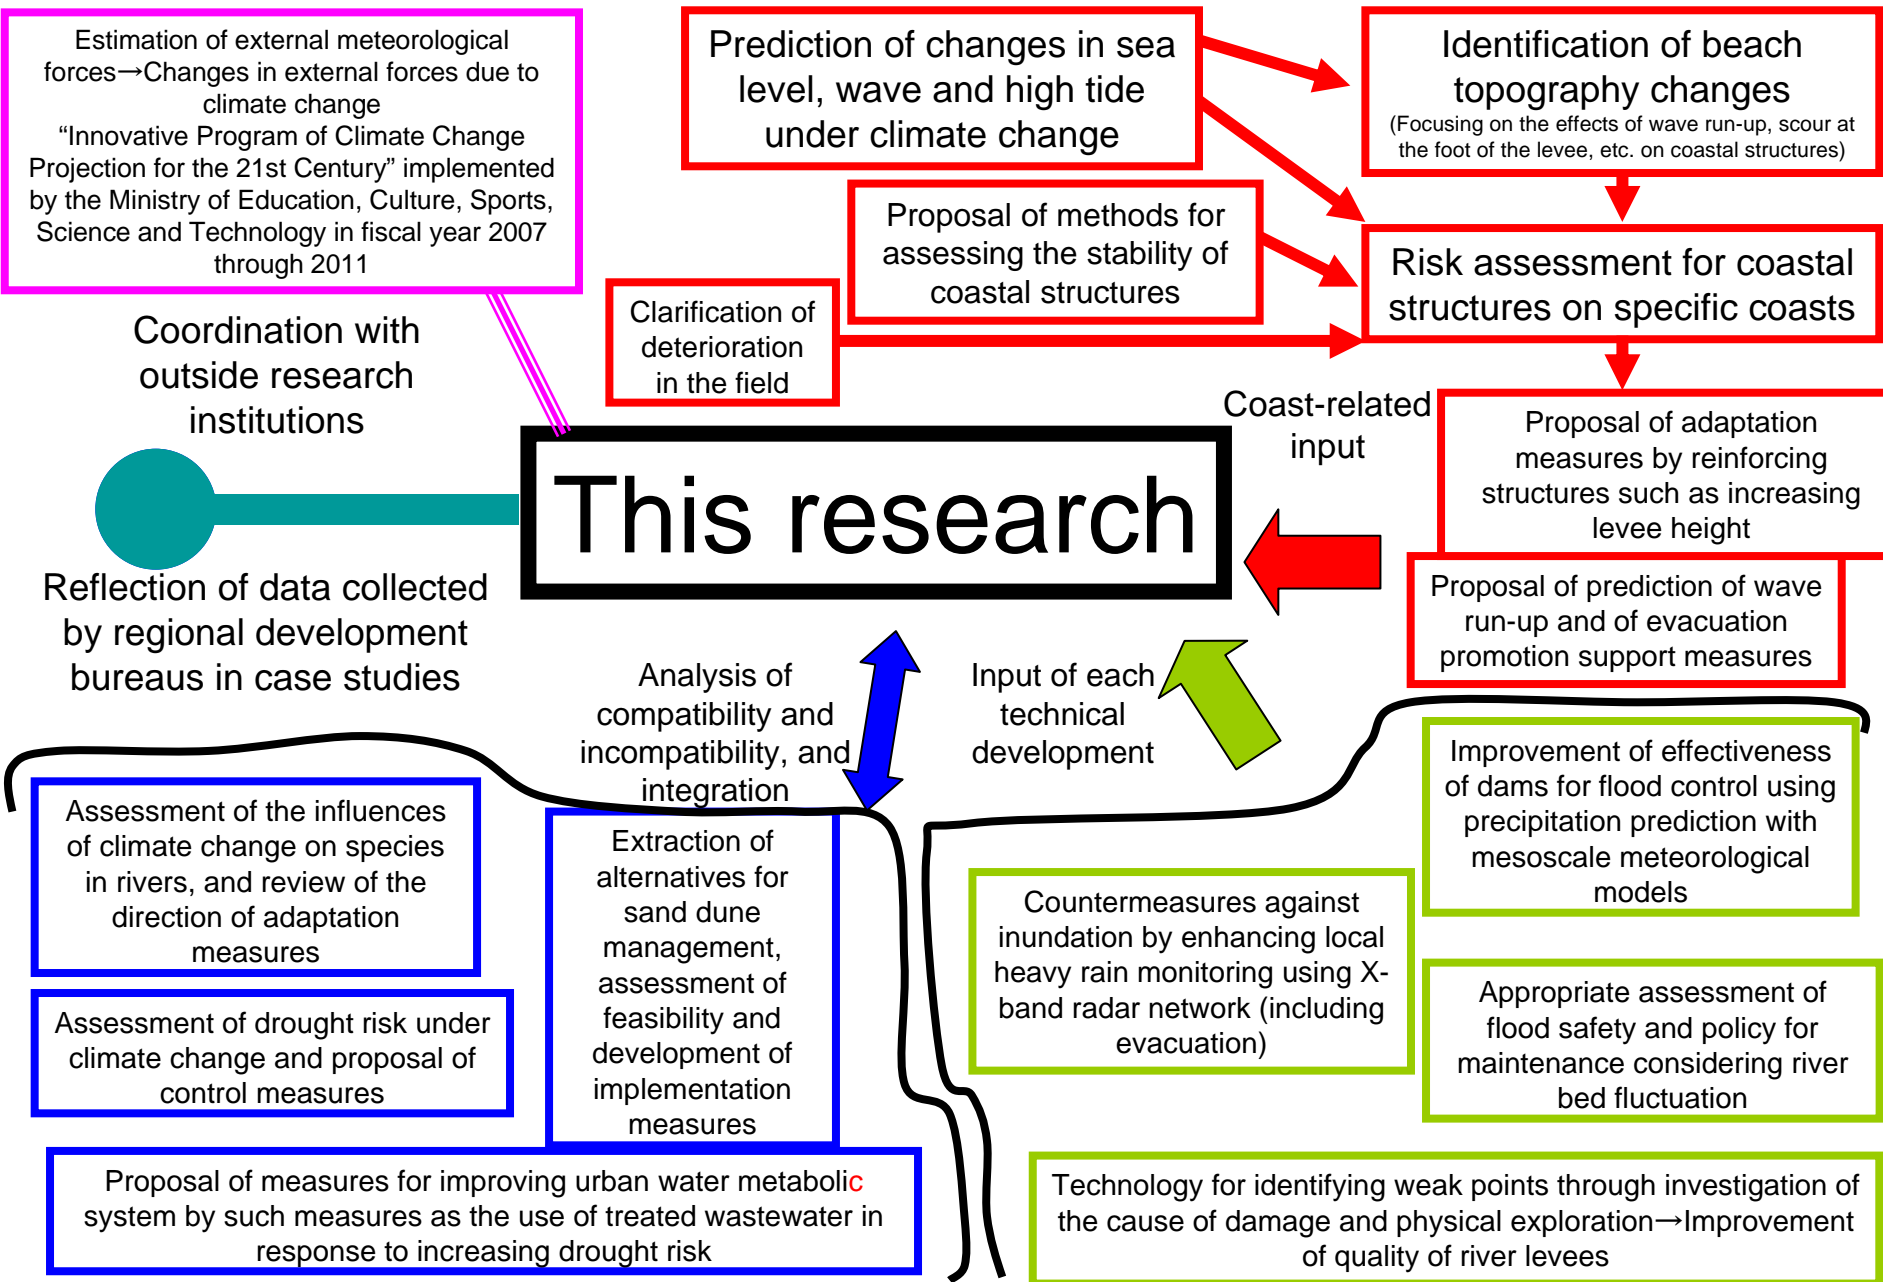 Estimation of external meteorological
forces→Changes in external forces due to
climate change
“Innovative Program of Climate Change
Projection for the 21st Century” implemented
by the Ministry of Education, Culture, Sports,
Science and Technology in fiscal year 2007
through 2011
Prediction of changes in sea
level, wave and high tide
under climate change
Identification of beach
topography changes
(Focusing on the effects of wave run-up, scour at
the foot of the levee, etc. on coastal structures)
Proposal of methods for
assessing the stability of
coastal structures
Risk assessment for coastal
structures on specific coasts
Clarification of
deterioration
in the field
Coordination with
outside research
institutions
Coast-related
input
Proposal of adaptation
measures by reinforcing
structures such as increasing
levee height
This research
Proposal of prediction of wave
run-up and of evacuation
promotion support measures
Reflection of data collected
by regional development
bureaus in case studies
Analysis of
compatibility and
incompatibility, and
integration
Input of each
technical
development
Assessment of the influences
of climate change on species
in rivers, and review of the
direction of adaptation
measures
Extraction of
alternatives for
sand dune
management,
assessment of
feasibility and
development of
implementation
measures
Assessment of drought risk under
climate change and proposal of
control measures
Proposal of measures for improving urban water metabolic
system by such measures as the use of treated wastewater in
response to increasing drought risk
Improvement of effectiveness
of dams for flood control using
precipitation prediction with
mesoscale meteorological
models
Countermeasures against
inundation by enhancing local
heavy rain monitoring using X-
band radar network (including
evacuation)
Appropriate assessment of
flood safety and policy for
maintenance considering river
bed fluctuation
Technology for identifying weak points through investigation of
the cause of damage and physical exploration→Improvement
of quality of river levees